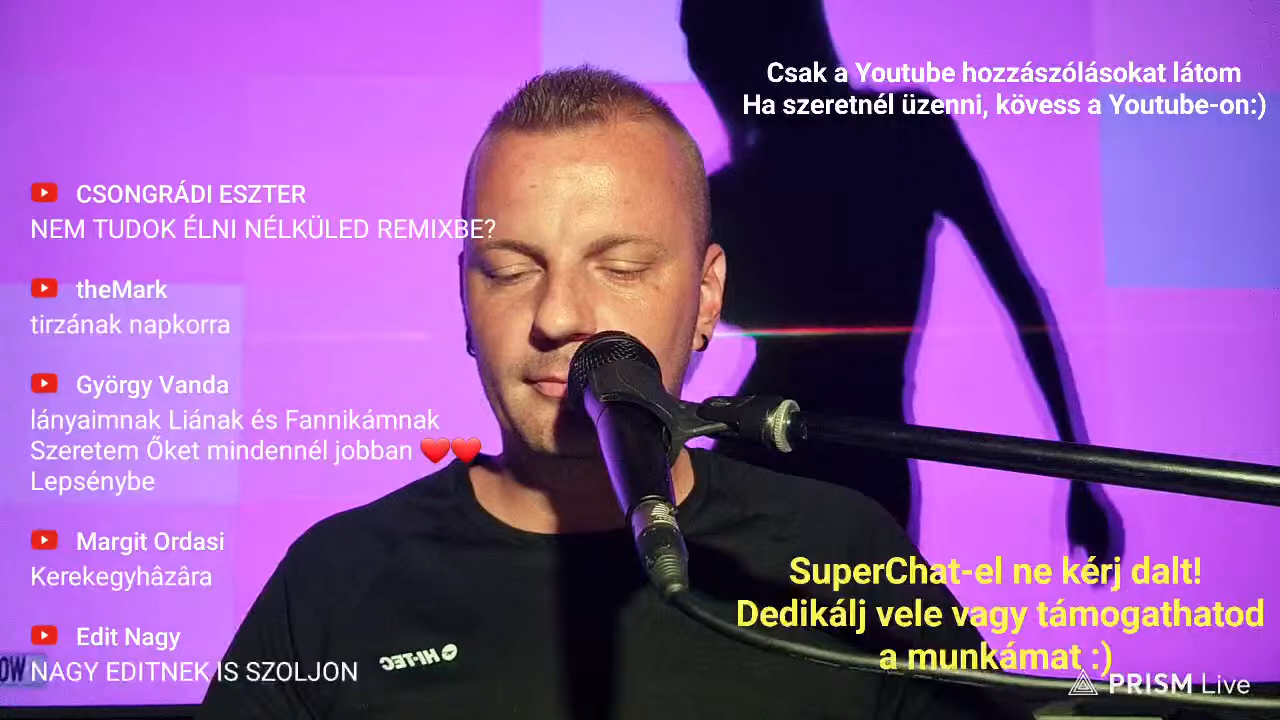 Csak a Youtube hozzászólásokat látom
Ha szeretnél üzenni, kövess a Youtube-on:)
CSONGRÁDI ESZTER
NEM TUDOK ÉLNI NÉLKÜLED REMIXBE?
theMark
tirzának napkorra
György Vanda
lányaimnak Liának és Fannikámnak
Szeretem Őket mindennél jobban ❤️❤️
Lepsénybe
Margit Ordasi
Kerekegyhâzâra
Edit Nagy
NAGY EDITNEK IS SZOLJON
HI-TEC
SuperChat-el ne kérj dalt!
Dedikálj vele vagy támogathatod
a munkámat :)
PRISM Live